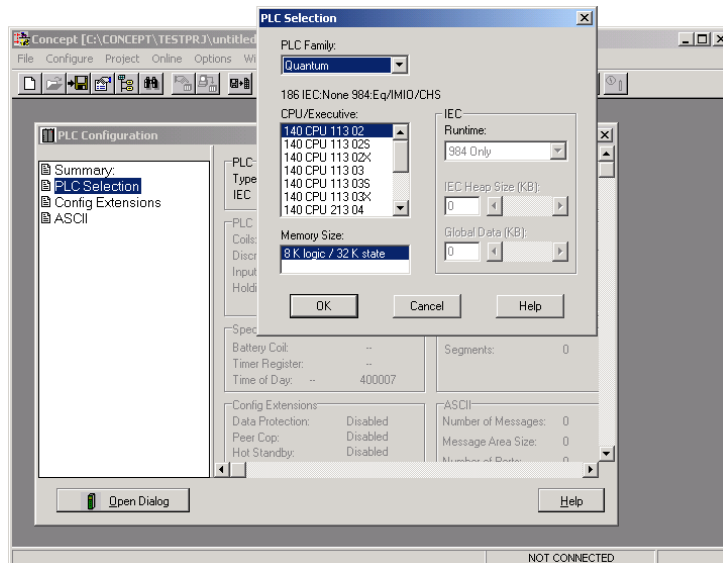 PLC Selection
Concept [C:\CONCEPT\TESTPRJ\untitled
File Configure Project Online Options Wi
PLC Family:
Quantum
186 IEC:None 984:Eq/IMIO/CHS
CPU/Executive:
140 CPU 113 02
140 CPU 113 02S
140 CPU 113 02X
140 CPU 113 03
140 CPU 113 03S
140 CPU 113 03X
140 CPU 213 04
Memory Size:
8 K logic / 32 K state
IEC
Runtime:
984 Only
IEC Heap Size (KB):
0
Global Data (KB):
0
OK
Cancel
Help
PLC Configuration
Summary:
PLC Selection
Config Extensions
ASCII
PLC
Type
IEC
PLC
Coils:
Discr
Input
Holdi
Spec
Battery Coil: --
Timer Register: --
Time of Day: -- 400007
Segments: 0
Config Extensions
Data Protection: Disabled
Peer Cop: Disabled
Hot Standby: Disabled
ASCII
Number of Messages: 0
Message Area Size: 0
Number of Ports: 0
Open Dialog
Help
NOT CONNECTED